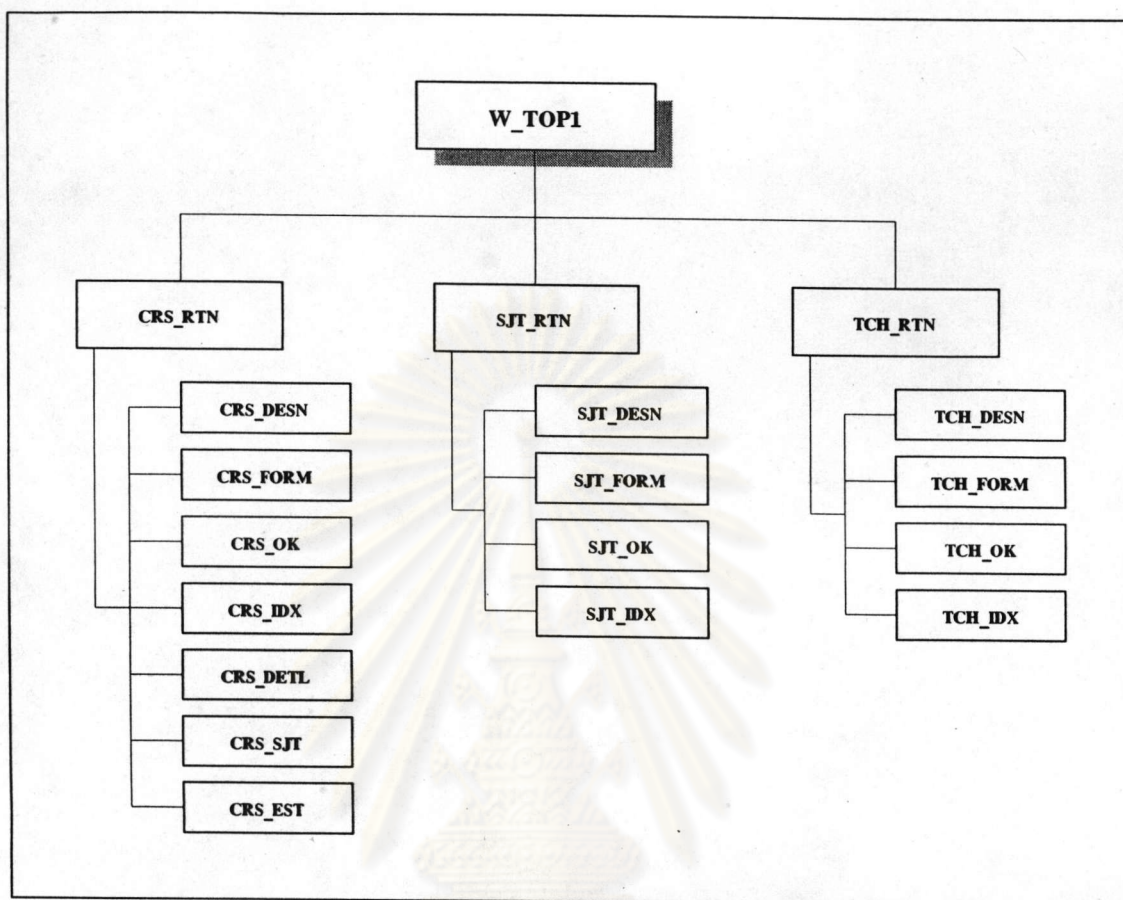 W_TOP1
CRS_RTN
SJT_RTN
TCH_RTN
CRS_DESN
CRS_FORM
CRS_OK
CRS_IDX
CRS_DETL
CRS_SJT
CRS_EST
SJT_DESN
SJT_FORM
SJT_OK
SJT_IDX
TCH_DESN
TCH_FORM
TCH_OK
TCH_IDX